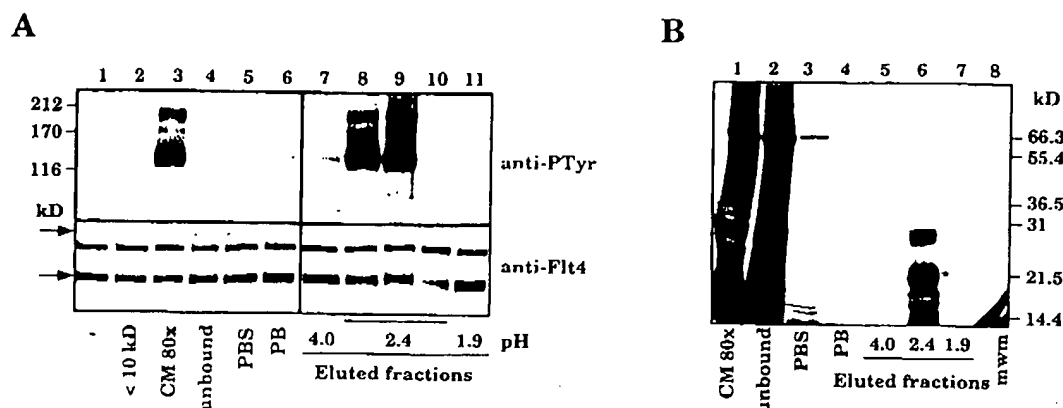 A
1 2 3 4 5 6 7 8 9 10 11
212
170
116
kD
anti-PTyr
anti-Flt4
-
< 10 kD
CM 80x
unbound
PBS
PB
4.0 2.4 1.9 pH
Eluted fractions
B
1 2 3 4 5 6 7 8
kD
66.3
55.4
36.5
31
21.5
14.4
*
CM 80x
unbound
PBS
PB
4.0 2.4 1.9
Eluted fractions
mwm